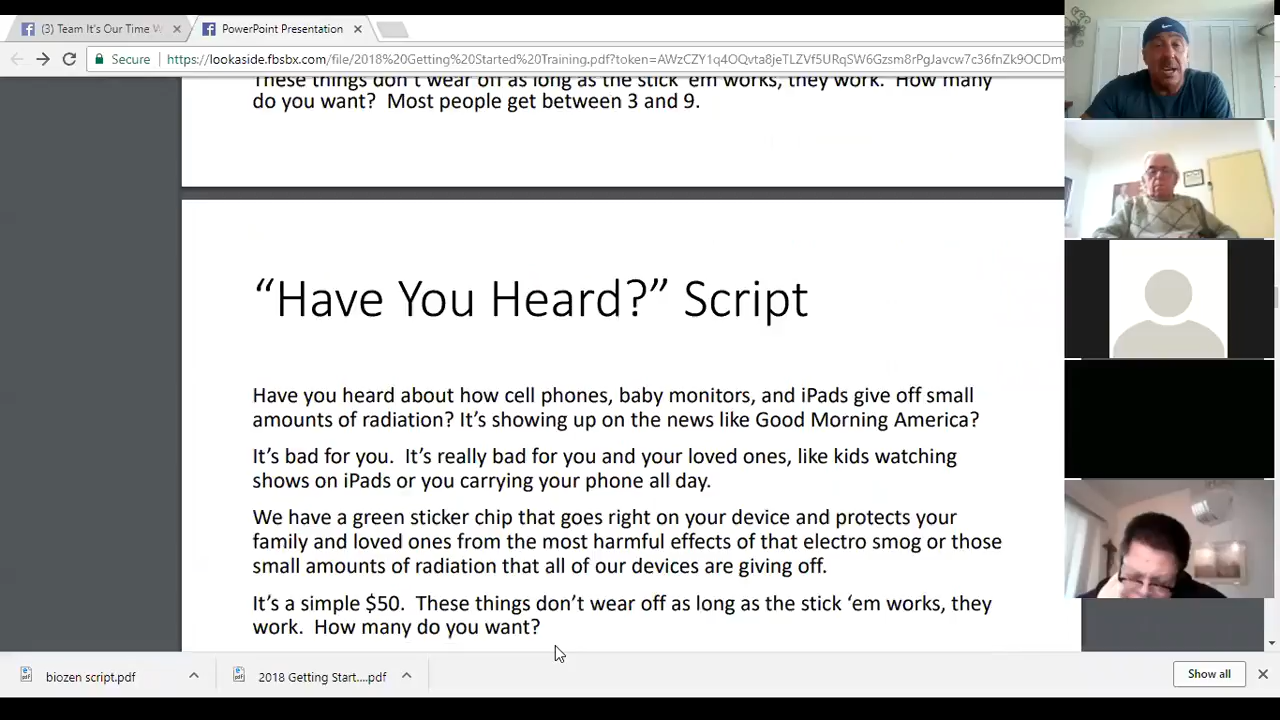 (3) Team It's Our Time W
PowerPoint Presentation
Secure
https://lookaside.fbsbx.com/file/2018%20Getting%20Started%20Training.pdf?token=AWzCZY1q4OQvta8jeTLZVf5URqSW6Gzsm8rPgJavcw7c36fnZk9OCDm
These things don't wear off as long as the stick 'em works, they work. How many
do you want? Most people get between 3 and 9.
“Have You Heard?” Script
Have you heard about how cell phones, baby monitors, and iPads give off small
amounts of radiation? It’s showing up on the news like Good Morning America?
It’s bad for you. It’s really bad for you and your loved ones, like kids watching
shows on iPads or you carrying your phone all day.
We have a green sticker chip that goes right on your device and protects your
family and loved ones from the most harmful effects of that electro smog or those
small amounts of radiation that all of our devices are giving off.
It’s a simple $50. These things don’t wear off as long as the stick ‘em works, they
work. How many do you want?
biozen script.pdf
2018 Getting Start....pdf
Show all